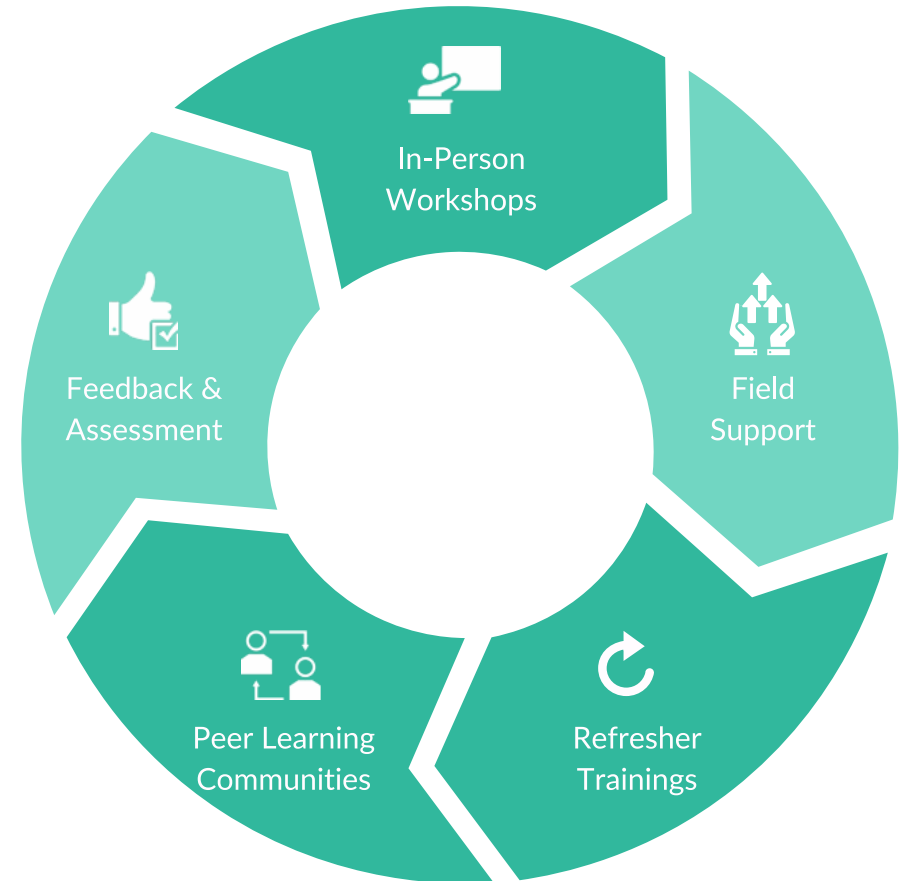 In-Person
Workshops
Field
Support
Refresher
Trainings
Peer Learning
Communities
Feedback &
Assessment